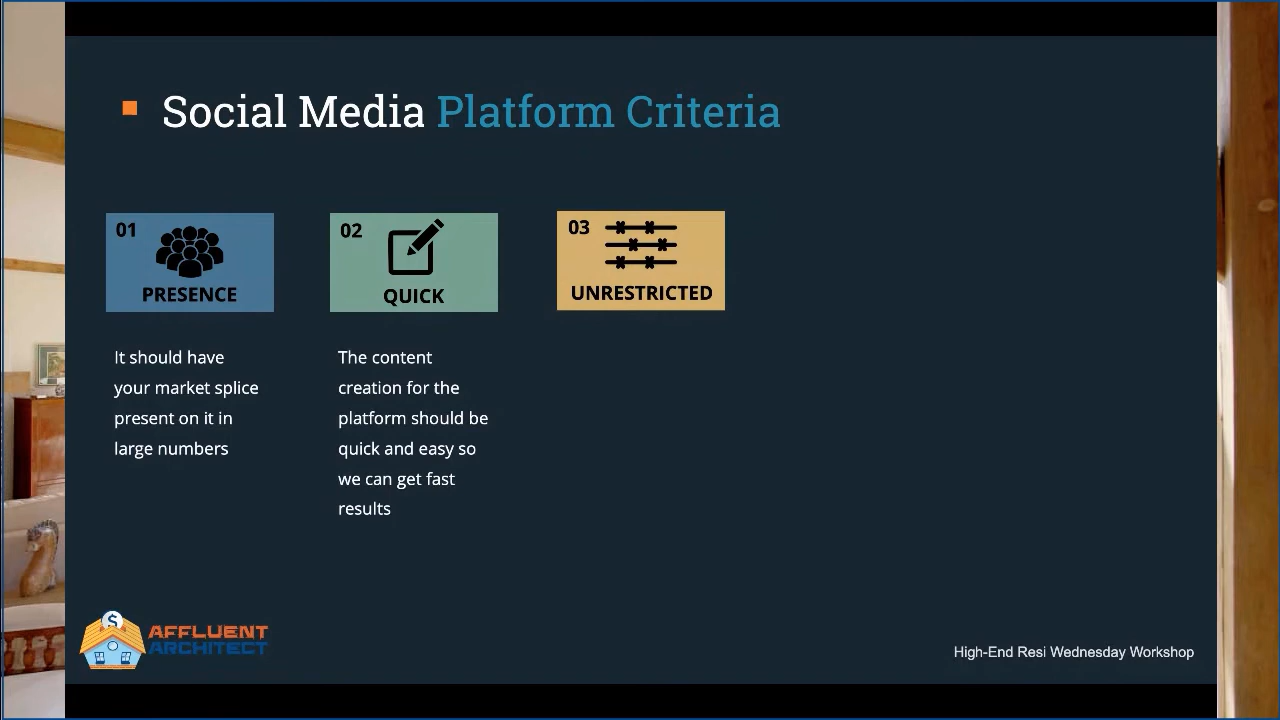 Social Media Platform Criteria
01
PRESENCE
It should have
your market splice
present on it in
large numbers
02
QUICK
The content
creation for the
platform should be
quick and easy so
we can get fast
results
03
UNRESTRICTED
$
AFFLUENT
ARCHITECT
High-End Resi Wednesday Workshop